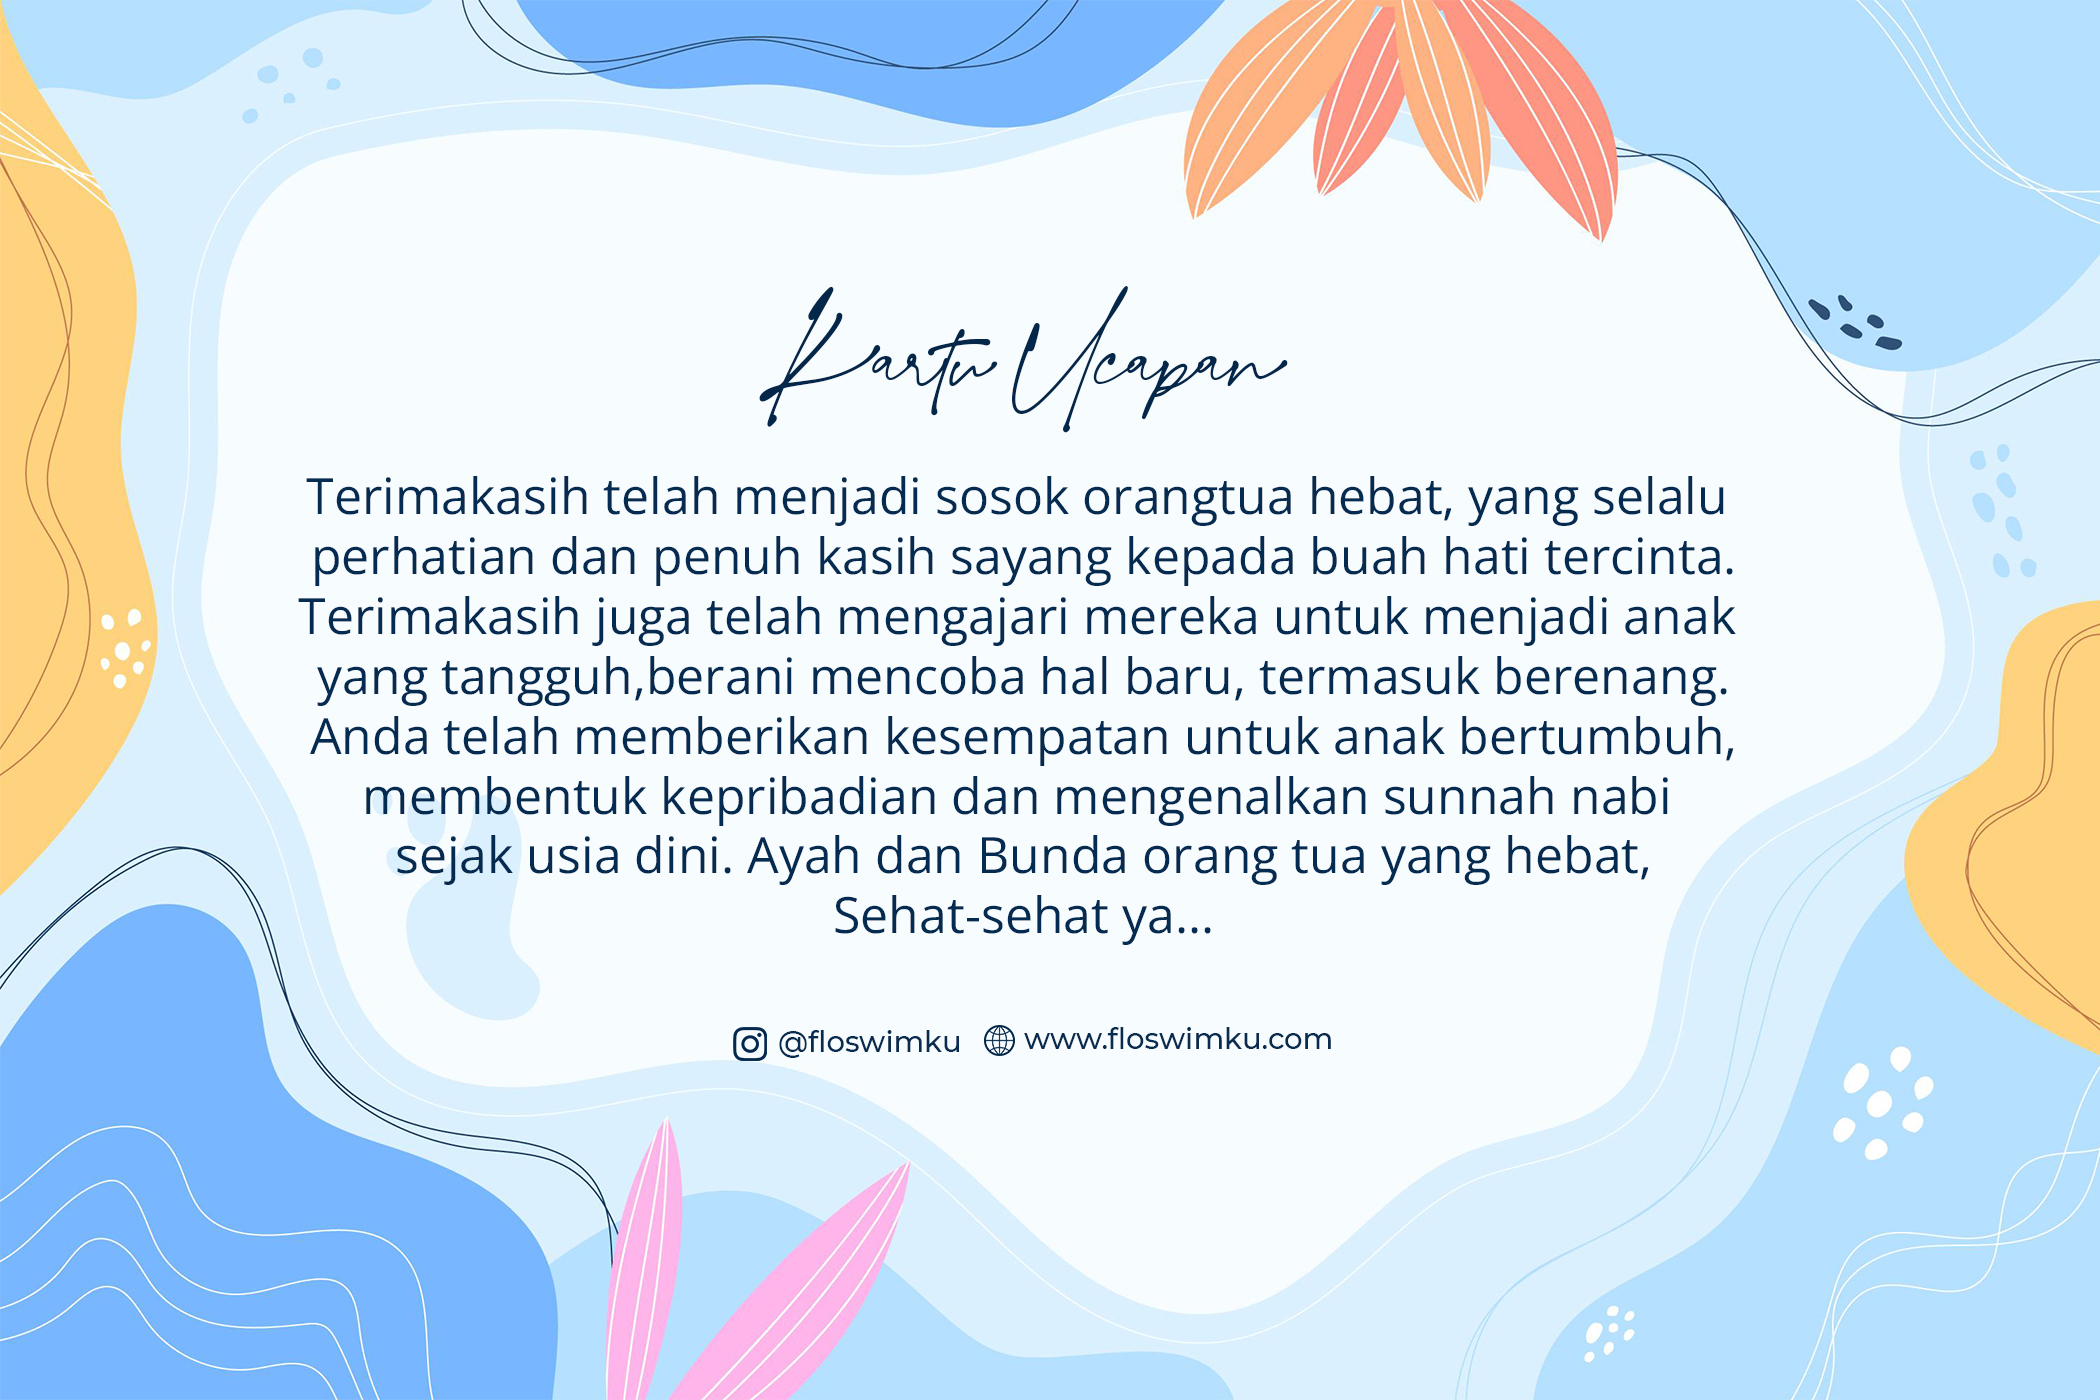 Kartu Ucapan
Terimakasih telah menjadi sosok orangtua hebat, yang selalu
perhatian dan penuh kasih sayang kepada buah hati tercinta.
Terimakasih juga telah mengajari mereka untuk menjadi anak
yang tangguh,berani mencoba hal baru, termasuk berenang.
Anda telah memberikan kesempatan untuk anak bertumbuh,
membentuk kepribadian dan mengenalkan sunnah nabi
sejak usia dini. Ayah dan Bunda orang tua yang hebat,
Sehat-sehat ya...
@floswimku www.floswimku.com